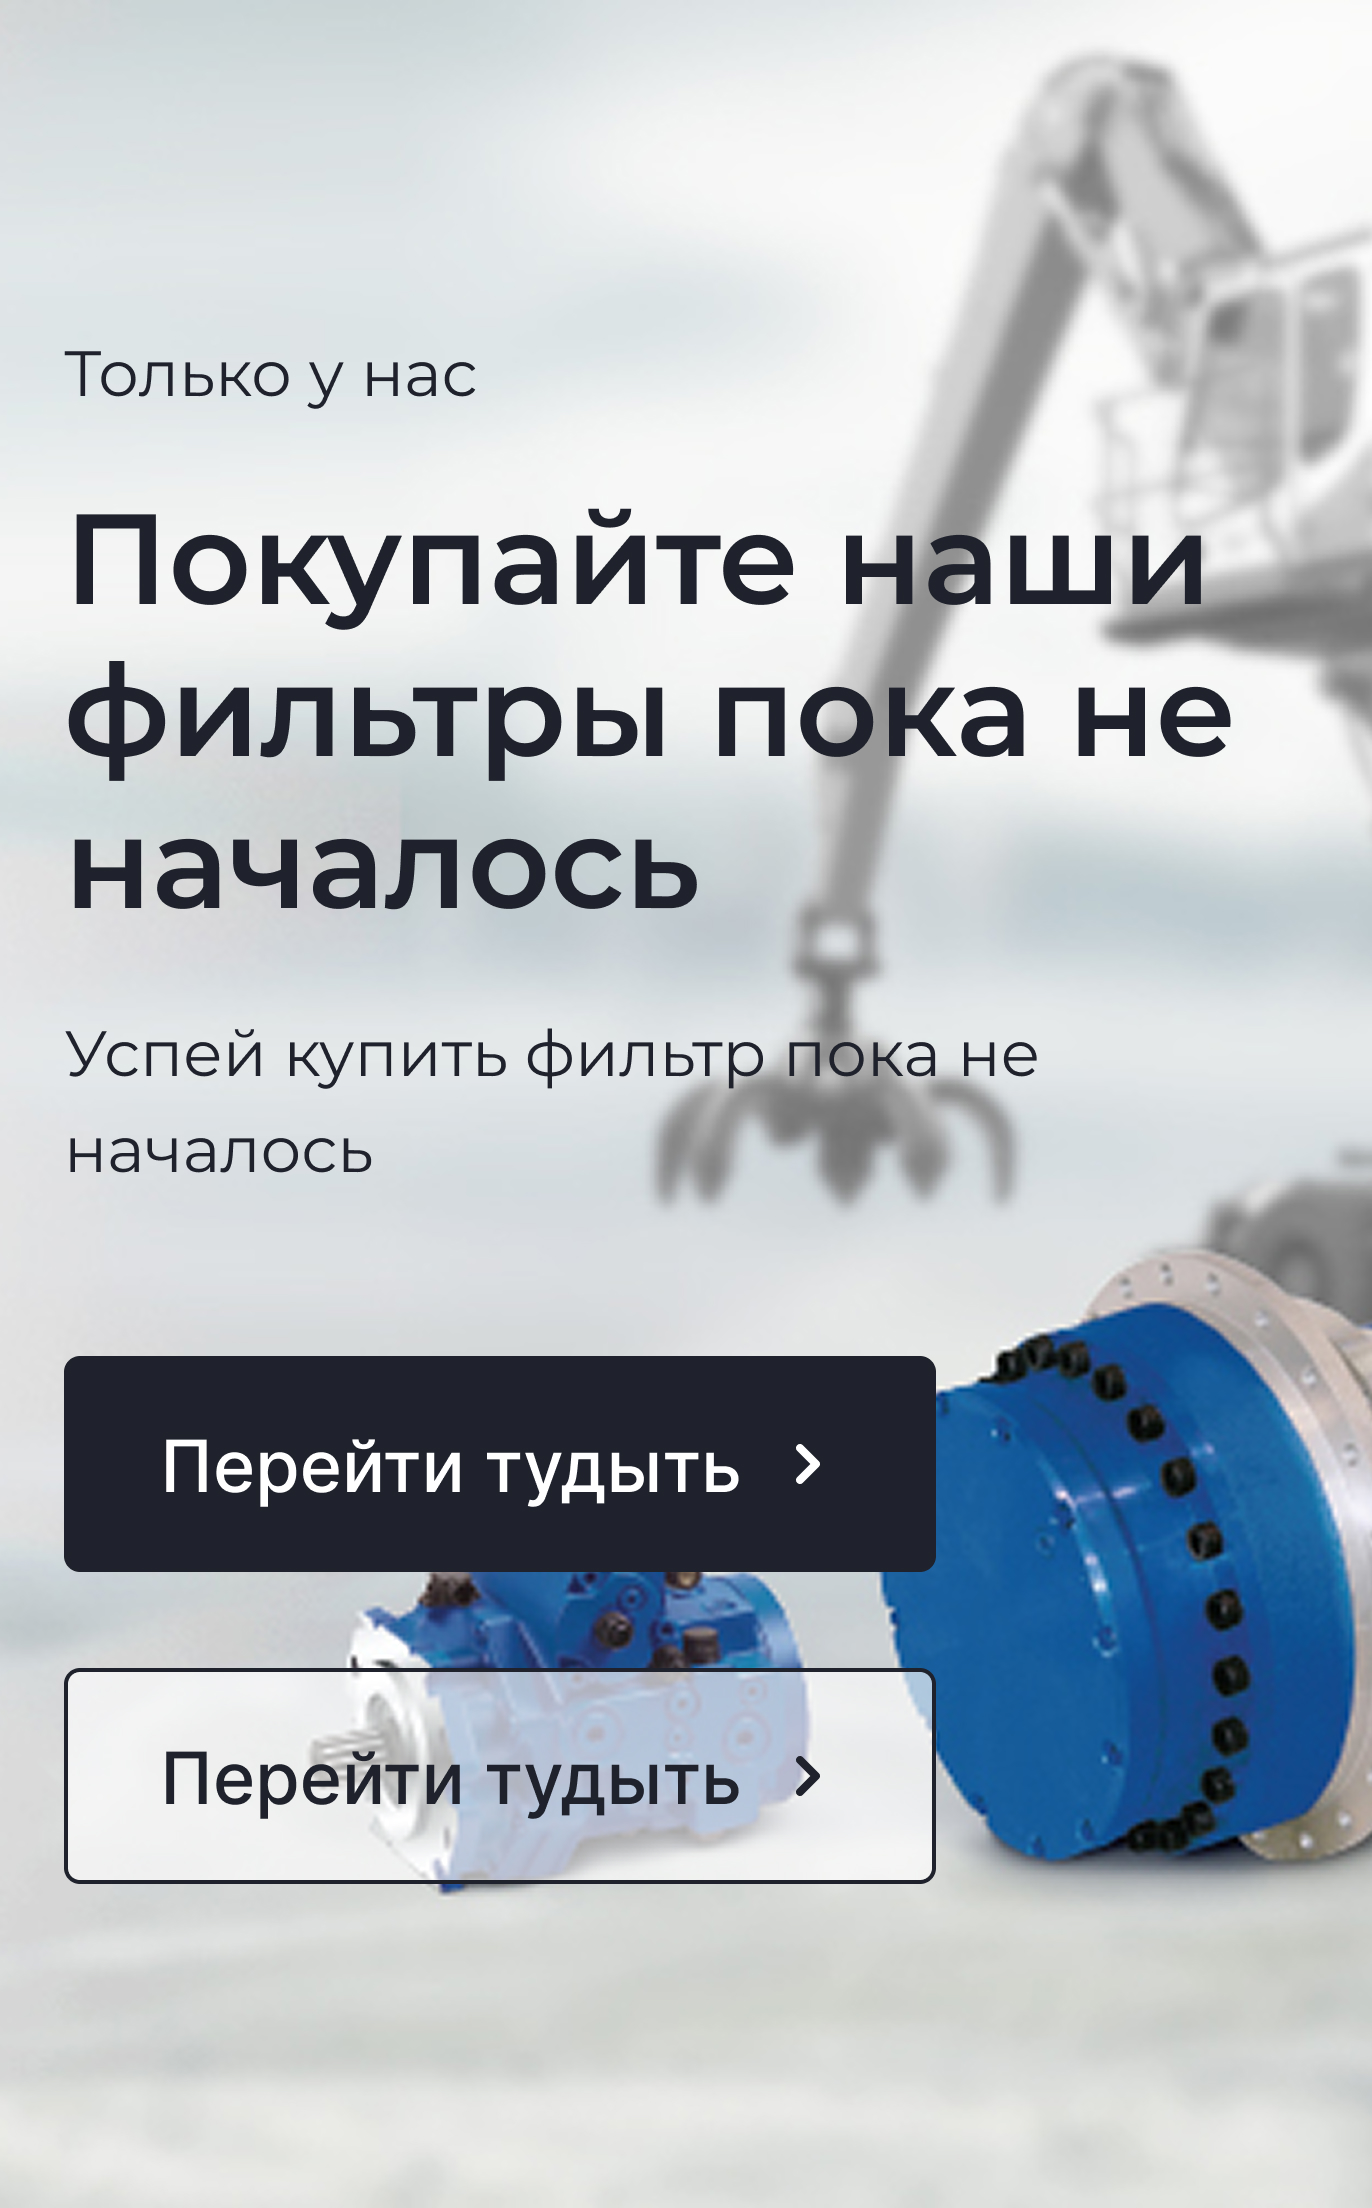 Только у нас
Покупайте наши
фильтры пока не
началось
Успей купить фильтр пока не
началось
Перейти тудыть
Перейти тудыть